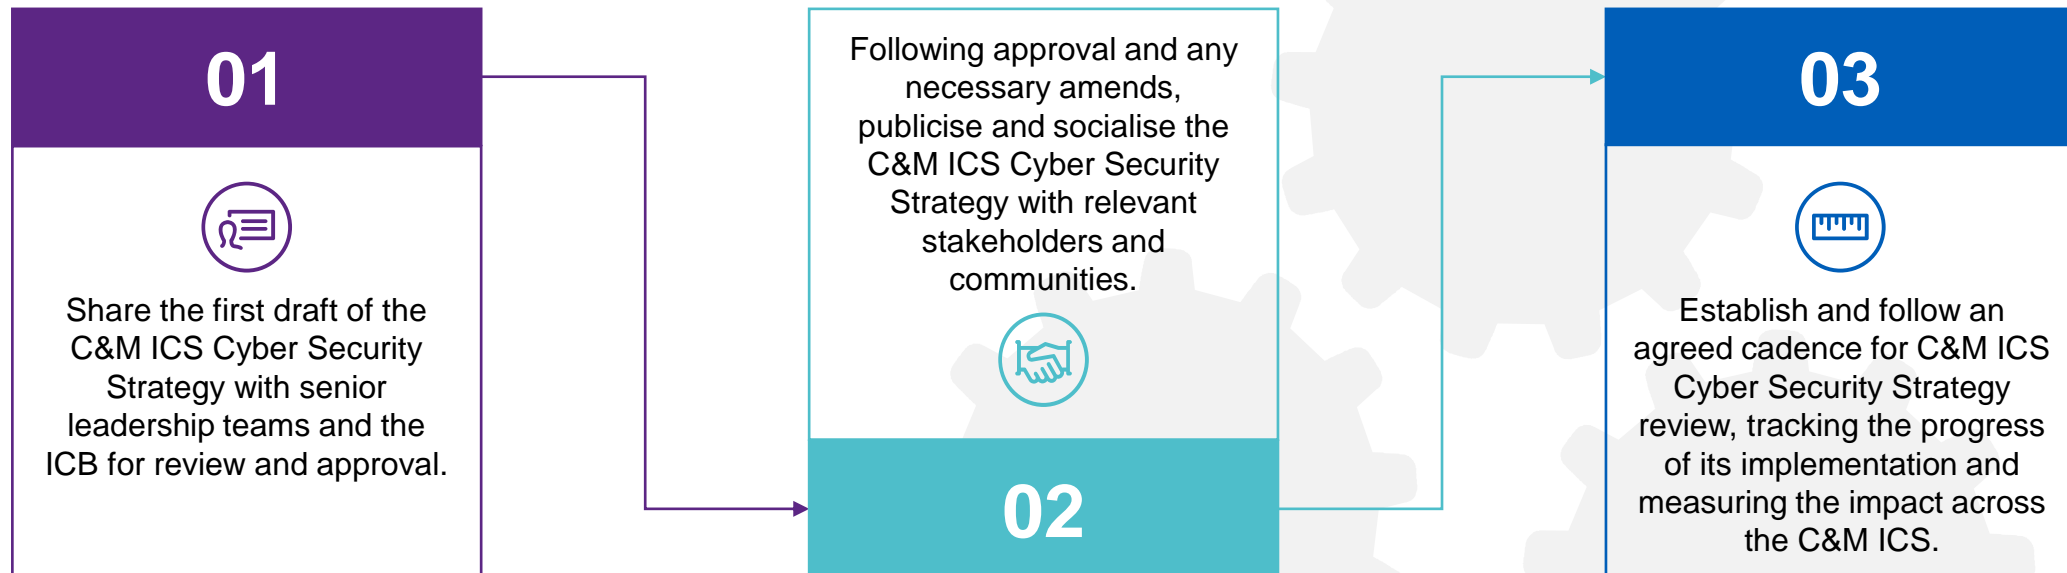 01
Share the first draft of the
C&M ICS Cyber Security
Strategy with senior
leadership teams and the
ICB for review and approval.
Following approval and any
necessary amends,
publicise and socialise the
C&M ICS Cyber Security
Strategy with relevant
stakeholders and
communities.
02
03
Establish and follow an
agreed cadence for C&M ICS
Cyber Security Strategy
review, tracking the progress
of its implementation and
measuring the impact across
the C&M ICS.